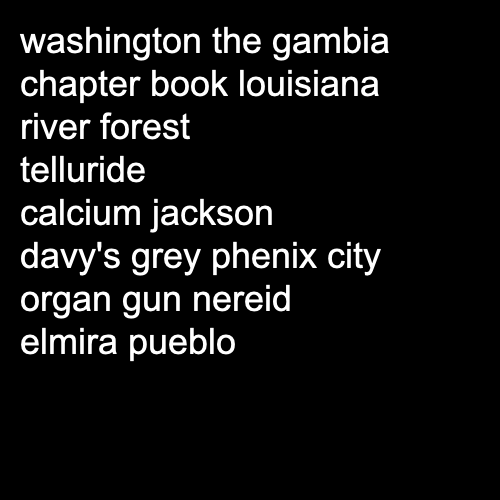 washington the gambia
chapter book louisiana
river forest
telluride
calcium jackson
davy's grey phenix city
organ gun nereid
elmira pueblo